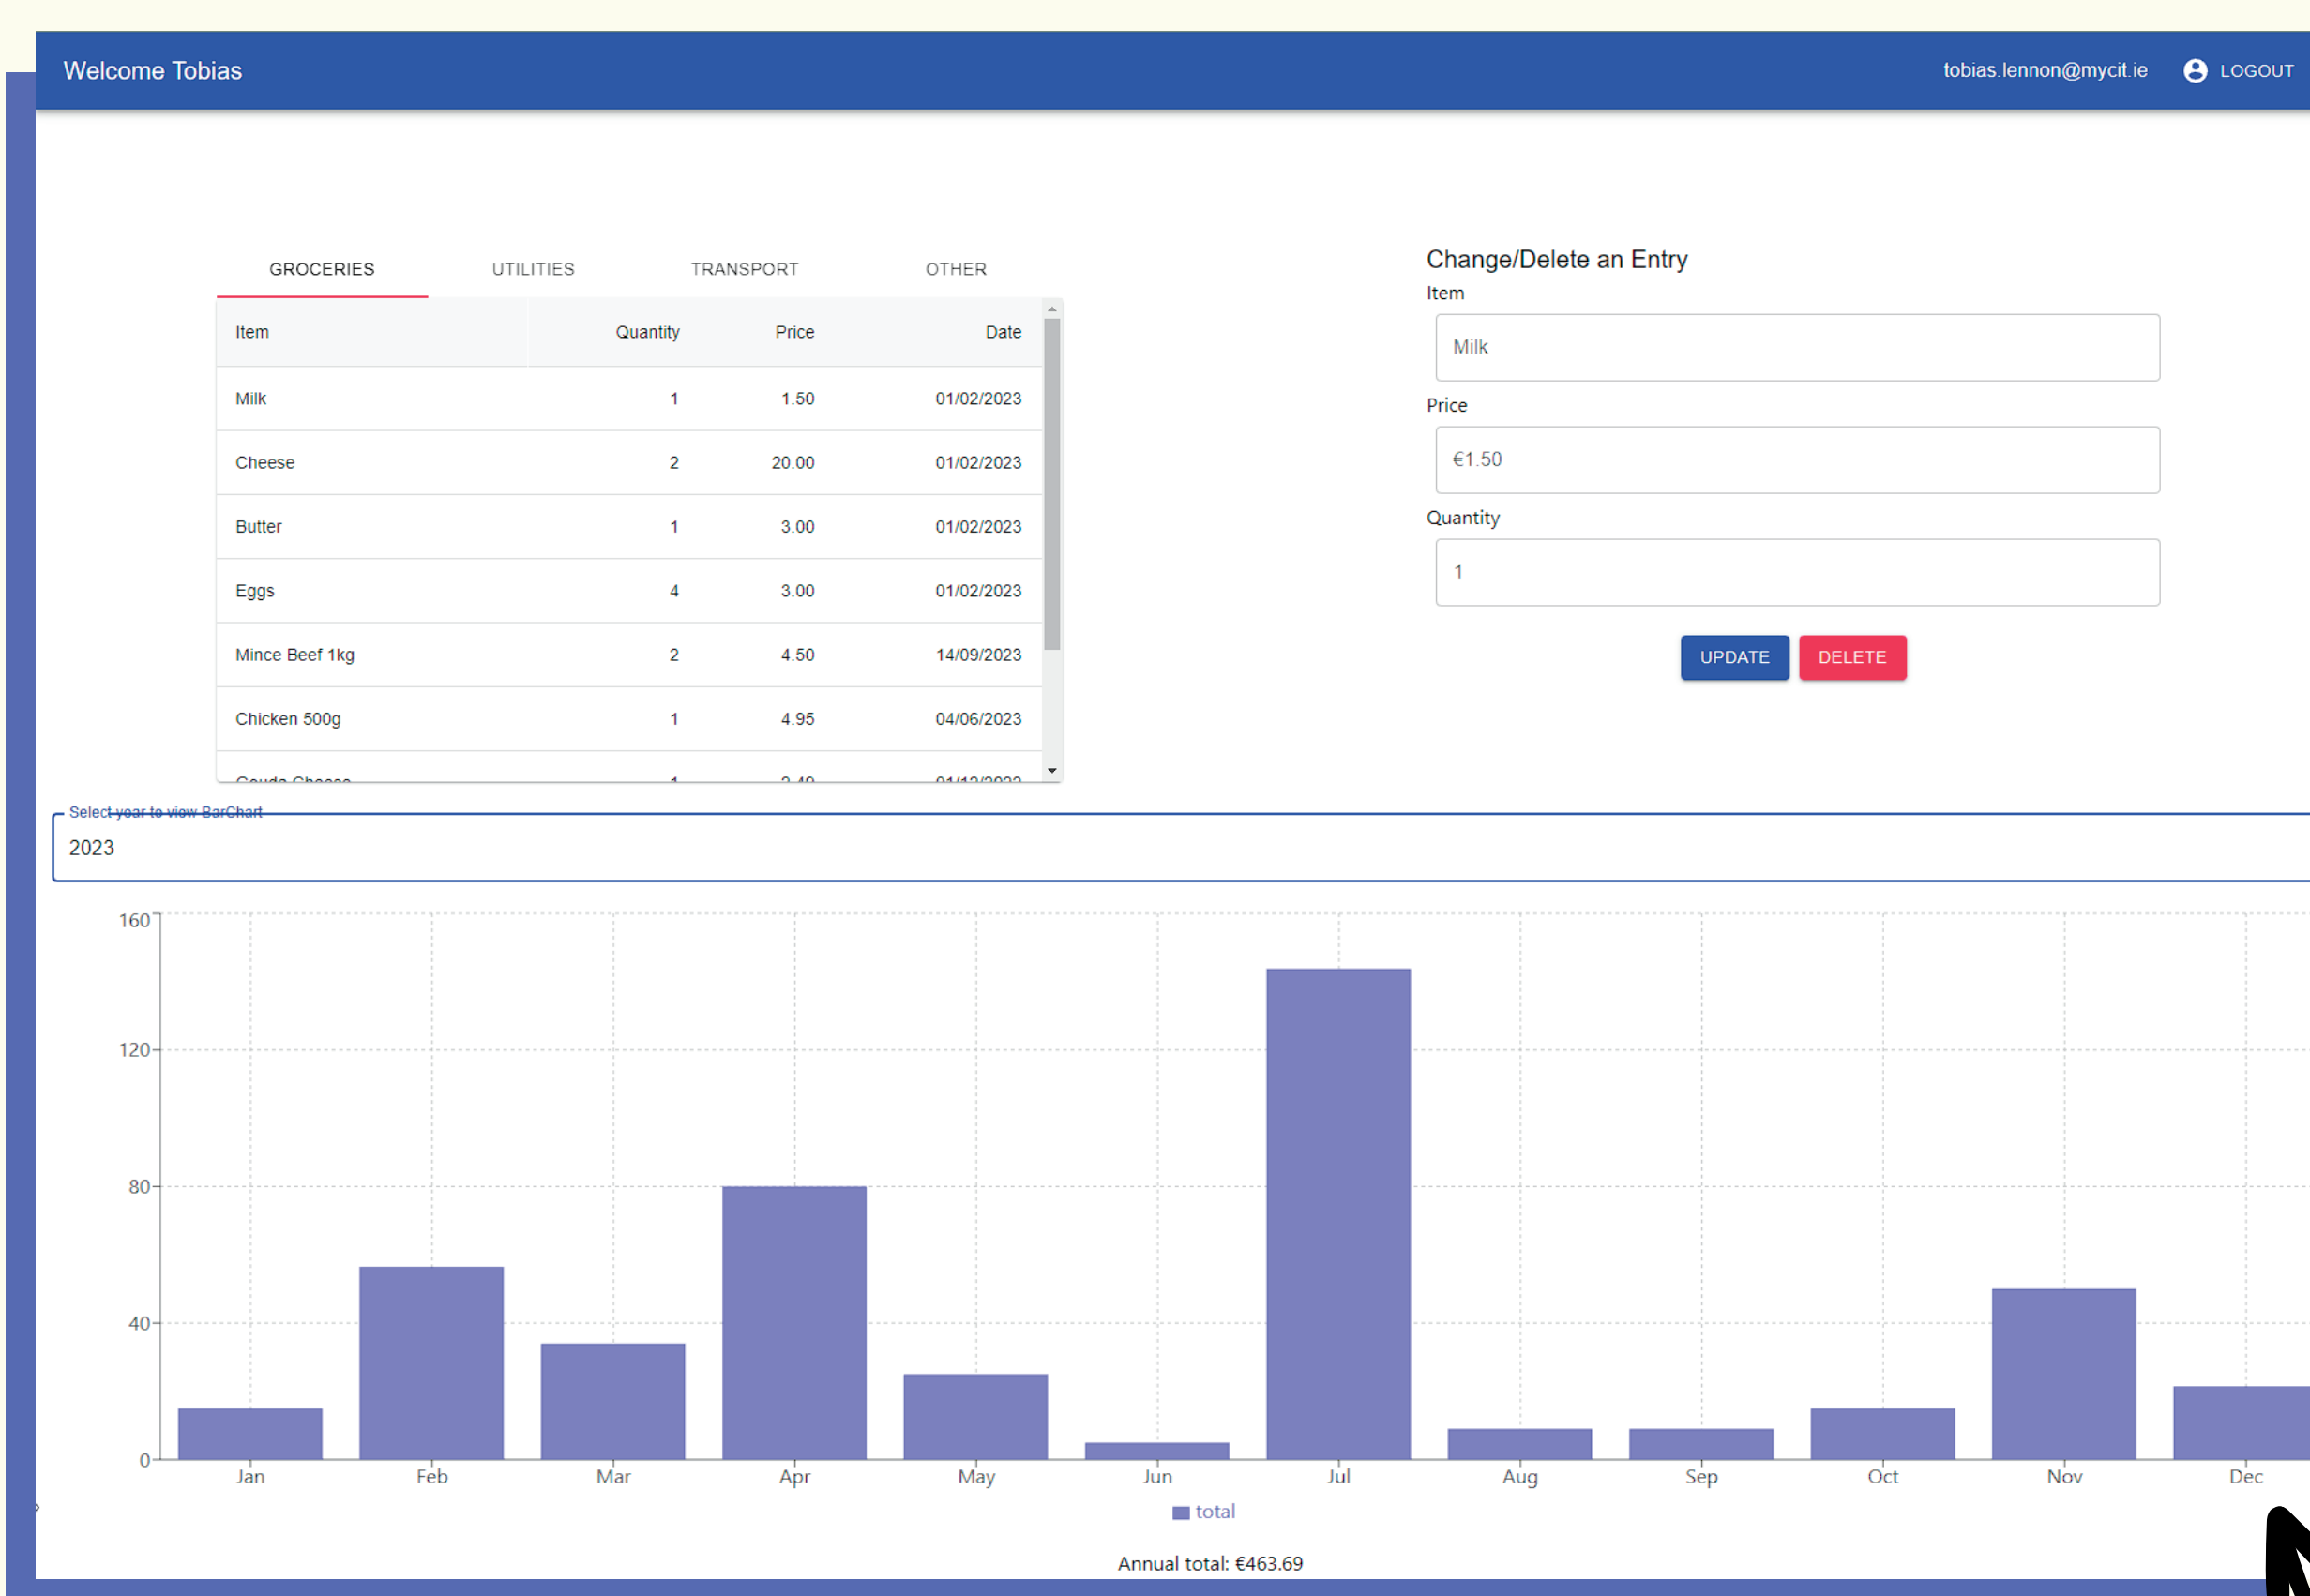 Welcome Tobias
tobias.lennon@mycit.ie LOGOUT
GROCERIES UTILITIES TRANSPORT OTHER
Item Quantity Price Date
Milk 1 1.50 01/02/2023
Cheese 2 20.00 01/02/2023
Butter 1 3.00 01/02/2023
Eggs 4 3.00 01/02/2023
Mince Beef 1kg 2 4.50 14/09/2023
Chicken 500g 1 4.95 04/06/2023
Gouda Cheese
Change/Delete an Entry
Item
Milk
Price
€1.50
Quantity
1
UPDATE DELETE
Select year to view BarChart
2023
160
120
80
40
0
Jan Feb Mar Apr May Jun Jul Aug Sep Oct Nov Dec
total
Annual total: €463.69